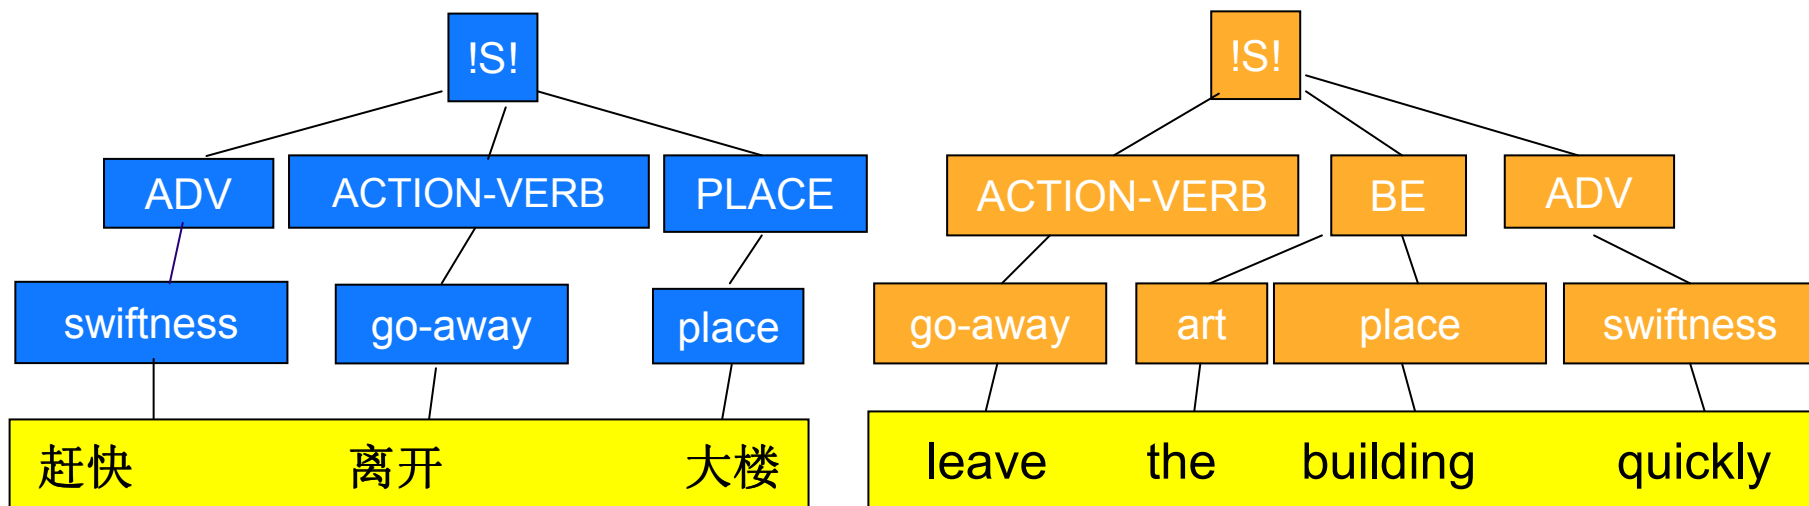 !S! !S!
ADV ACTION-VERB PLACE ACTION-VERB BE ADV
swiftness go-away place go-away art place swiftness
赶快 离开 大楼 leave the building quickly